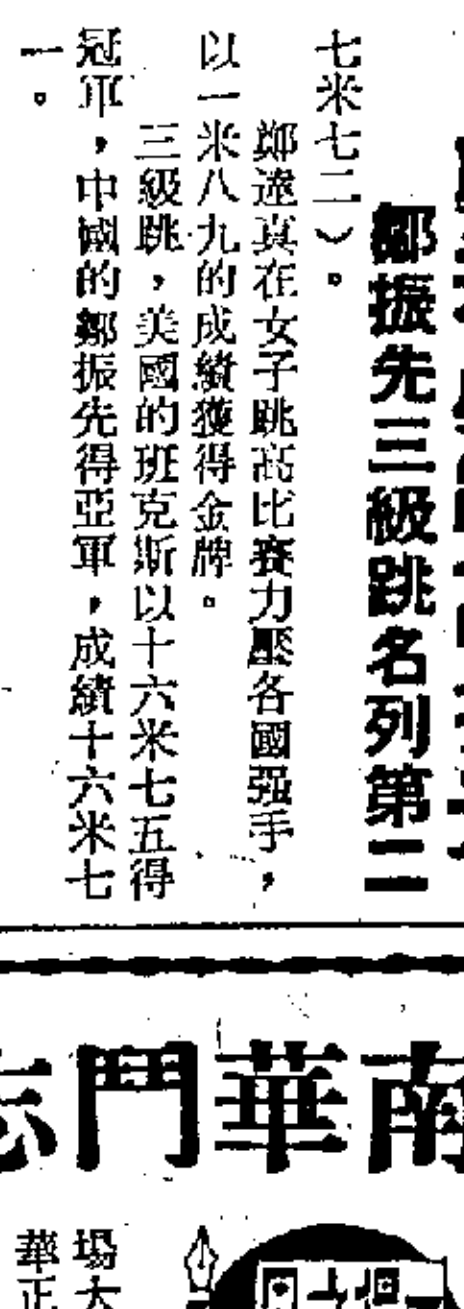 鄒振先三級跳名列第二
七米七二）。
鄭達真在女子跳高比賽力壓各國强手，
以一米八九的成績獲得金牌。
三級跳，美國的班克斯以十六米七五得
冠軍，中國的鄒振先得亞軍，成績十六米七
一。
南華鬥志
場大
華正